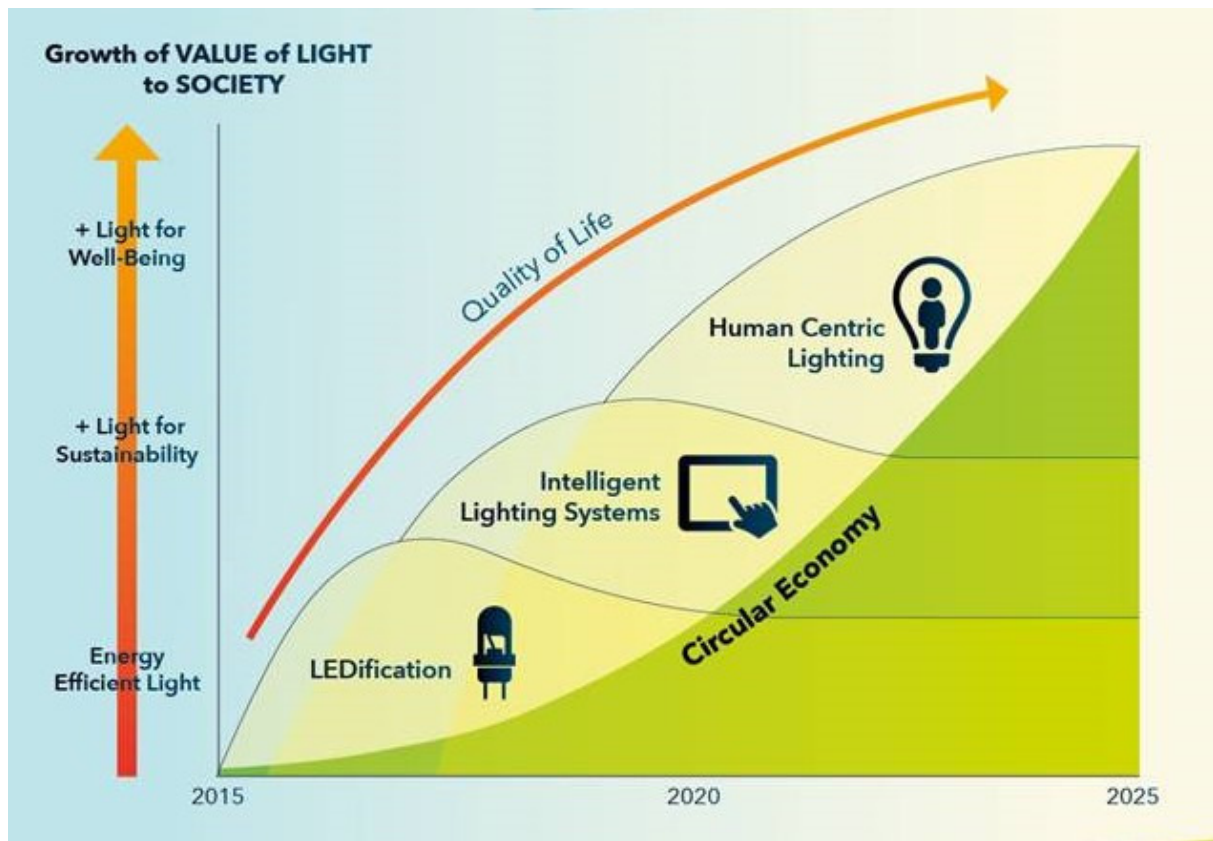 Growth of VALUE of LIGHT
to SOCIETY
+ Light for
Well-Being
+ Light for
Sustainability
Energy
Efficient Light
Quality of Life
Human Centric
Lighting
Intelligent
Lighting Systems
LEDification
Circular Economy
2015
2020
2025